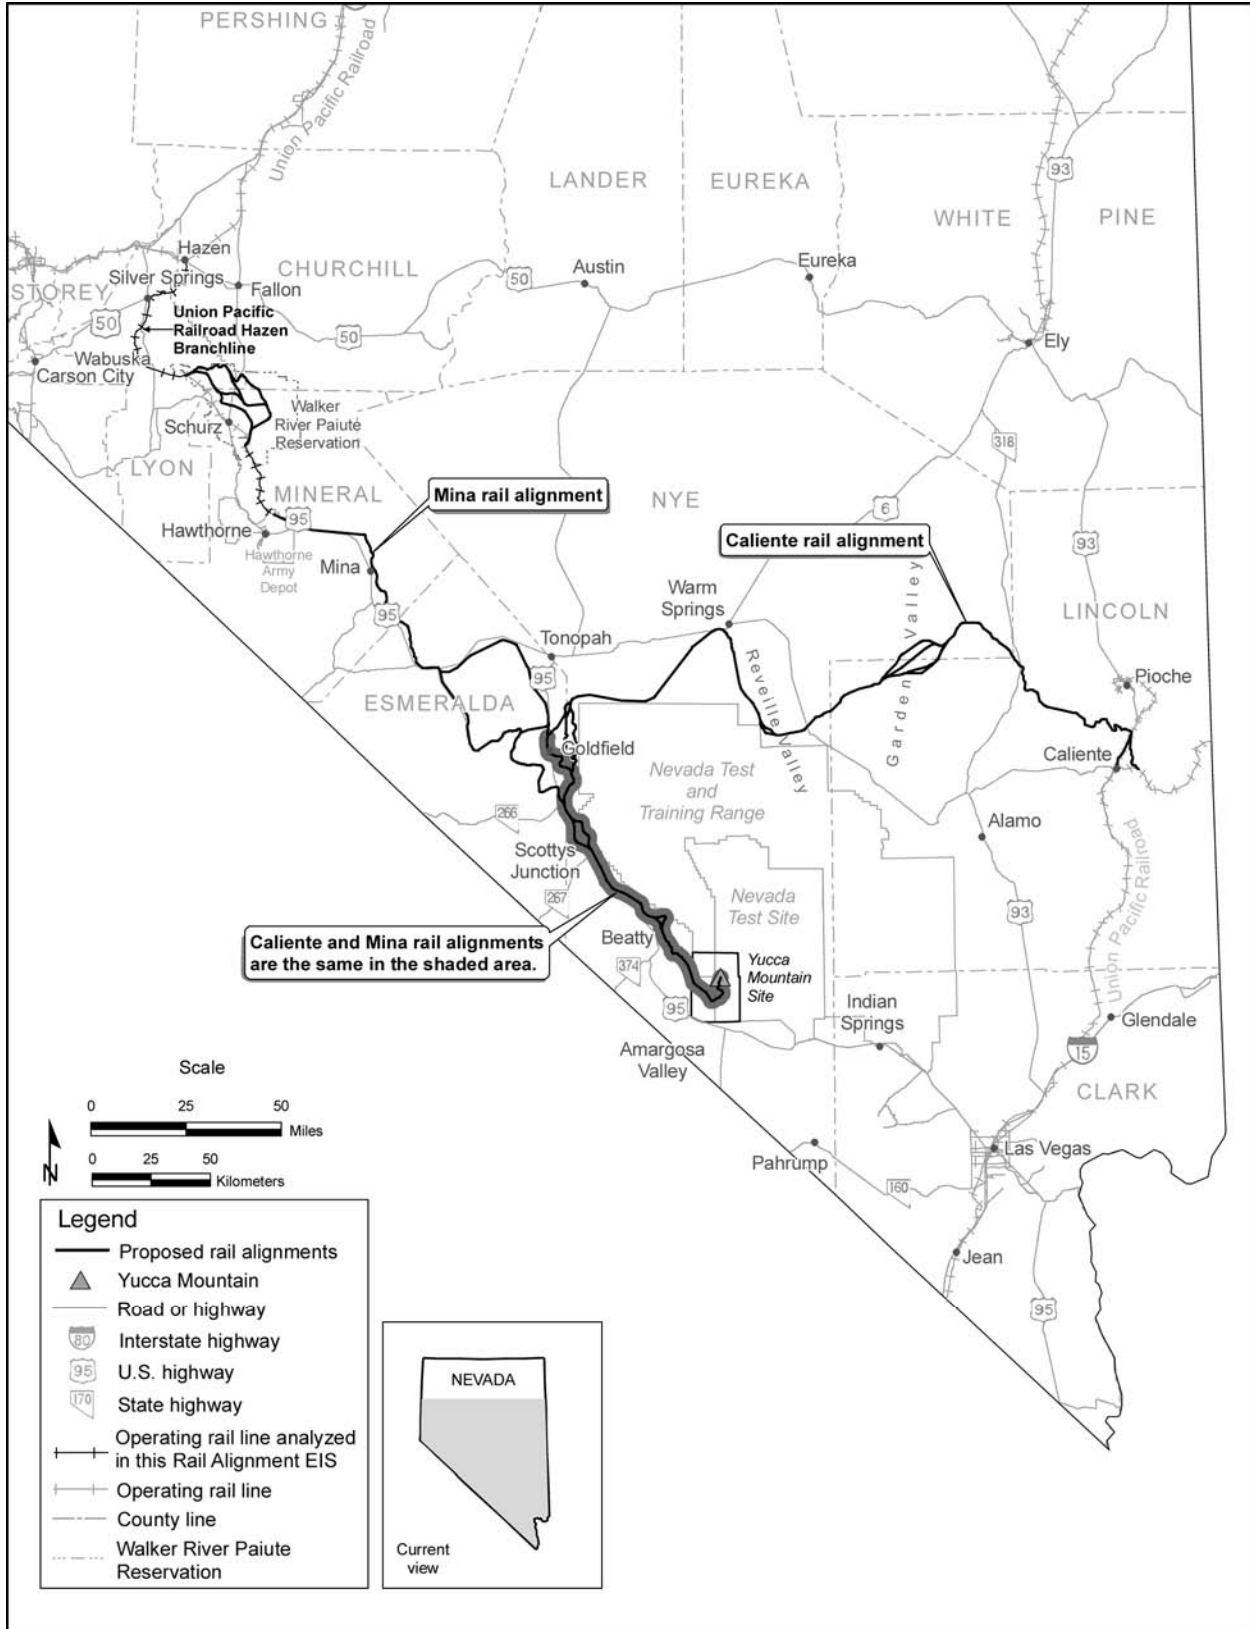 PERSHING
Union Pacific Railroad
93
LANDER
EUREKA
WHITE
PINE
Hazen
CHURCHILL
Austin
Eureka
50
Silver Springs
STOREY
Fallon
50
Union Pacific
Railroad Hazen
Branchline
50
Ely
Wabuska
Carson City
Walker
River Paiute
Reservation
Schurz
318
LYON
MINERAL
Mina rail alignment
NYE
6
95
Hawthorne
Hawthorne
Army
Depot
Caliente rail alignment
93
Mina
Warm
Springs
95
LINCOLN
Tonopah
Garden Valley
Reveille Valley
95
Pioche
ESMERALDA
Goldfield
Caliente
Nevada Test
and
Training Range
266
Alamo
Scottys
Junction
Union Pacific Railroad
267
Nevada
Test Site
93
Caliente and Mina rail alignments
are the same in the shaded area.
Beatty
374
Yucca
Mountain
Site
95
Indian
Springs
Glendale
Amargosa
Valley
15
CLARK
Las Vegas
Pahrump
160
Jean
95
Scale
0 25 50
Miles
0 25 50
Kilometers
N
Legend
Proposed rail alignments
Yucca Mountain
Road or highway
80 Interstate highway
95 U.S. highway
170 State highway
Operating rail line analyzed
in this Rail Alignment EIS
Operating rail line
County line
Walker River Paiute
Reservation
NEVADA
Current
view